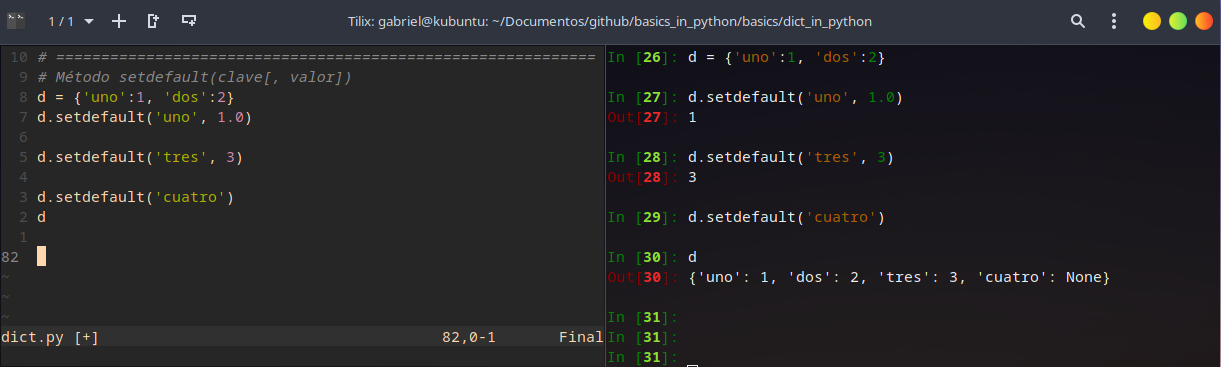 1 / 1
Tilix: gabriel@kubuntu: ~/Documentos/github/basics_in_python/basics/dict_in_python
10 # ============================================================
9 # Método setdefault(clave[, valor])
8 d = {'uno':1, 'dos':2}
7 d.setdefault('uno', 1.0)
6
5 d.setdefault('tres', 3)
4
3 d.setdefault('cuatro')
2 d
1
82
~
~
~
dict.py [+] 82,0-1 Final
In [26]: d = {'uno':1, 'dos':2}
In [27]: d.setdefault('uno', 1.0)
Out[27]: 1
In [28]: d.setdefault('tres', 3)
Out[28]: 3
In [29]: d.setdefault('cuatro')
In [30]: d
Out[30]: {'uno': 1, 'dos': 2, 'tres': 3, 'cuatro': None}
In [31]:
In [31]:
In [31]: